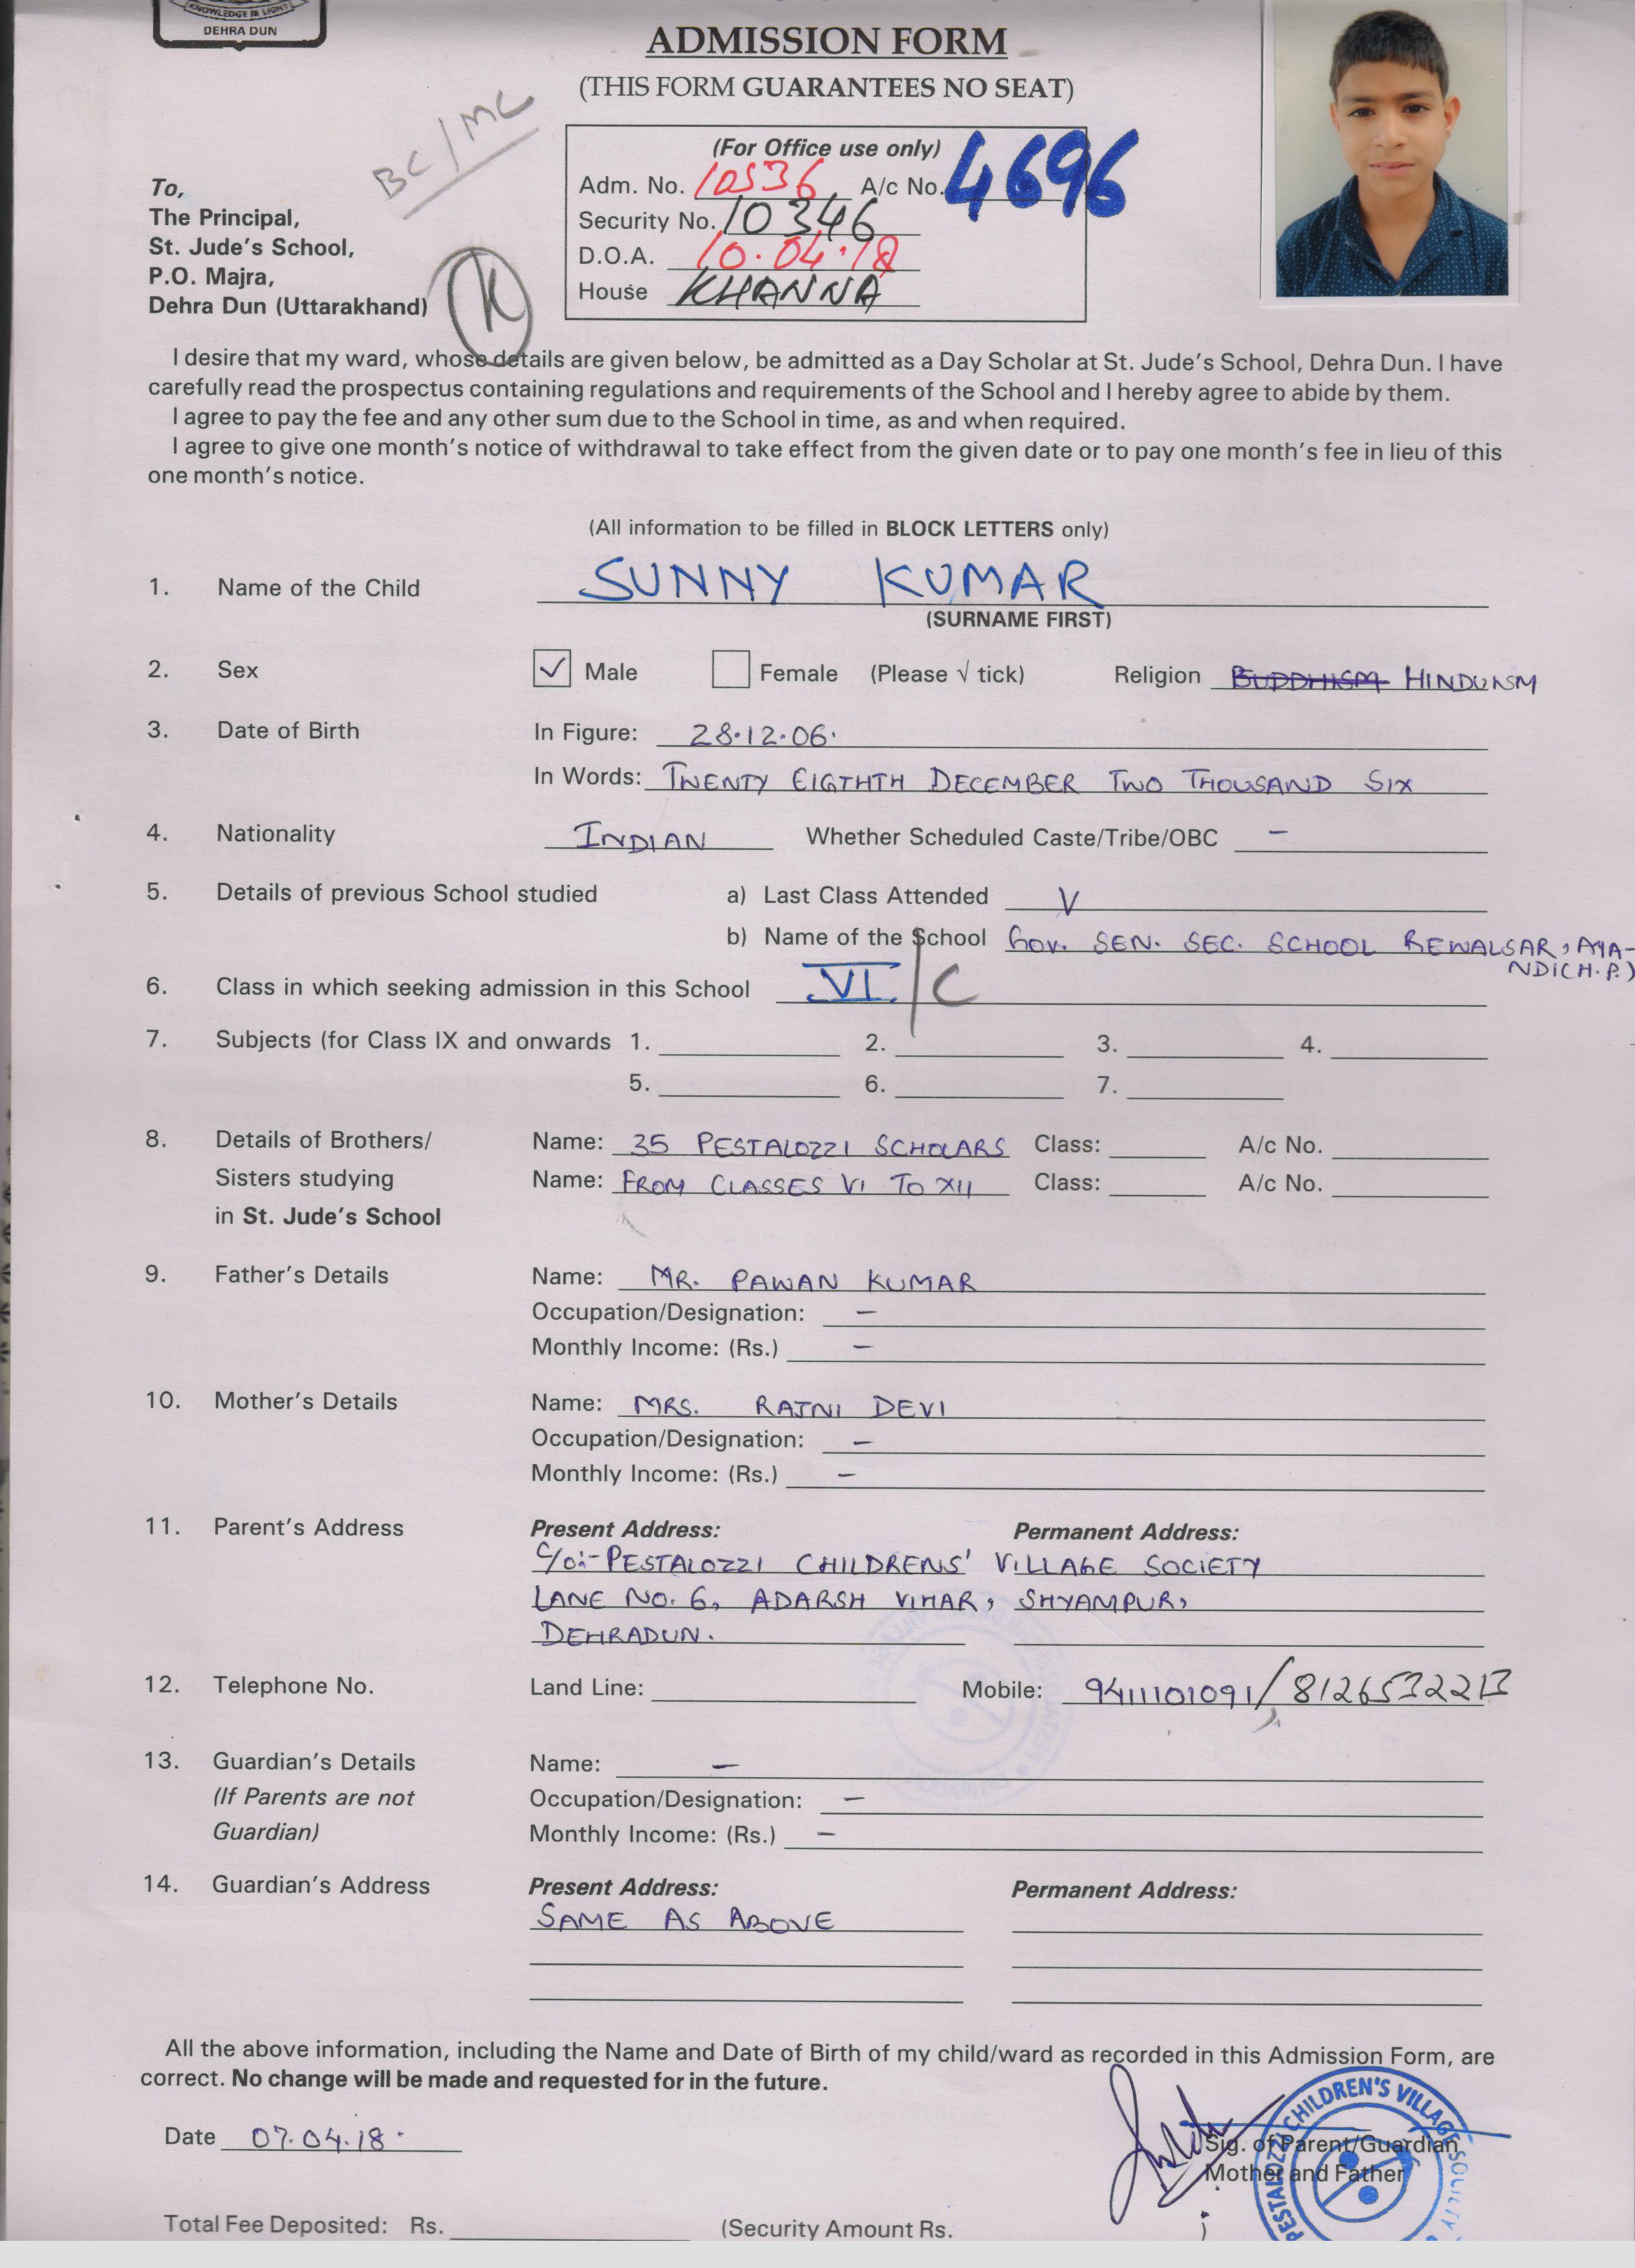 KNOWLEDGE IS LIGHT
DEHRA DUN
ADMISSION FORM
(THIS FORM GUARANTEES NO SEAT)
BC/MC
(For Office use only)
Adm. No. 10536 A/c No. 4696
Security No. 10346
D.O.A. 10.04.18
House KHANNA
To,
The Principal,
St. Jude's School,
P.O. Majra,
Dehra Dun (Uttarakhand)
K
I desire that my ward, whose details are given below, be admitted as a Day Scholar at St. Jude's School, Dehra Dun. I have
carefully read the prospectus containing regulations and requirements of the School and I hereby agree to abide by them.
I agree to pay the fee and any other sum due to the School in time, as and when required.
I agree to give one month's notice of withdrawal to take effect from the given date or to pay one month's fee in lieu of this
one month's notice.
(All information to be filled in BLOCK LETTERS only)
1. Name of the Child SUNNY KUMAR
(SURNAME FIRST)
2. Sex ✓ Male Female (Please √ tick) Religion BUDDHISM HINDUISM
3. Date of Birth In Figure: 28.12.06.
In Words: TWENTY EIGTHTH DECEMBER TWO THOUSAND SIX
4. Nationality INDIAN Whether Scheduled Caste/Tribe/OBC –
5. Details of previous School studied a) Last Class Attended V
b) Name of the School Gov. SEN. SEC. SCHOOL REWALSAR, MA-
NDI(H.P.)
6. Class in which seeking admission in this School VI/C
7. Subjects (for Class IX and onwards 1. 2. 3. 4.
5. 6. 7.
8. Details of Brothers/ Name: 35 PESTALOZZI SCHOLARS Class: A/c No.
Sisters studying Name: FROM CLASSES VI TO XII Class: A/c No.
in St. Jude's School
9. Father's Details Name: MR. PAWAN KUMAR
Occupation/Designation: –
Monthly Income: (Rs.) –
10. Mother's Details Name: MRS. RAJNI DEVI
Occupation/Designation: –
Monthly Income: (Rs.) –
11. Parent's Address Present Address: Permanent Address:
C/O:- PESTALOZZI CHILDRENS' VILLAGE SOCIETY
LANE NO. 6, ADARSH VIHAR, SHYAMPUR,
DEHRADUN.
12. Telephone No. Land Line: Mobile: 9411101091/8126532213
13. Guardian's Details Name: –
(If Parents are not Occupation/Designation: –
Guardian) Monthly Income: (Rs.) –
14. Guardian's Address Present Address: Permanent Address:
SAME AS ABOVE
All the above information, including the Name and Date of Birth of my child/ward as recorded in this Admission Form, are
correct. No change will be made and requested for in the future.
Date 07.04.18.
Sig. of Parent/Guardian
Mother and Father
PESTALOZZI CHILDREN'S VILLAGE SOCIETY
Total Fee Deposited: Rs. (Security Amount Rs.